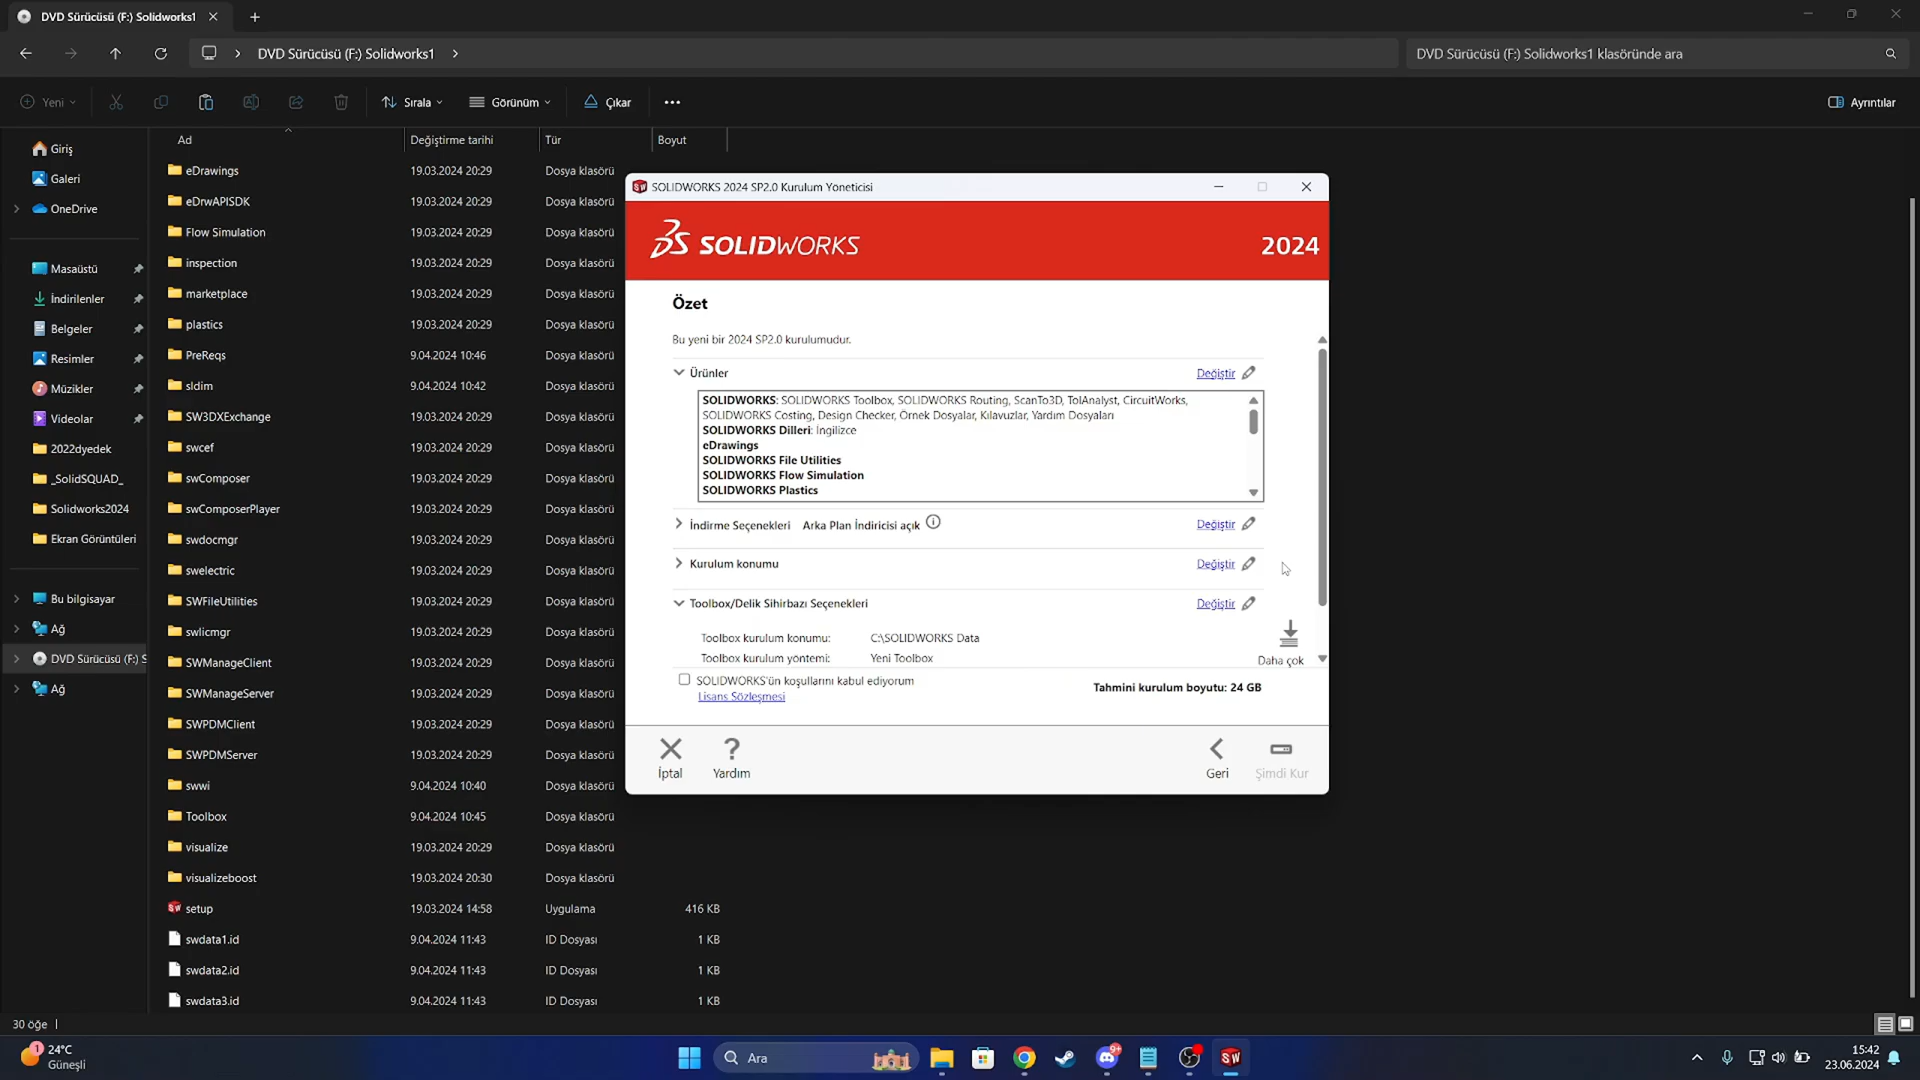 DVD Sürücüsü (F:) Solidworks1
DVD Sürücüsü (F:) Solidworks1
DVD Sürücüsü (F:) Solidworks1 klasöründe ara
Yeni
Sırala
Görünüm
Çıkar
Ayrıntılar
Giriş
Galeri
OneDrive
Masaüstü
İndirilenler
Belgeler
Resimler
Müzikler
Videolar
2022dyedek
_SolidSQUAD_
Solidworks2024
Ekran Görüntüleri
Bu bilgisayar
Ağ
DVD Sürücüsü (F:) S
Ağ
Ad Değiştirme tarihi Tür Boyut
eDrawings 19.03.2024 20:29 Dosya klasörü
eDrwAPISDK 19.03.2024 20:29 Dosya klasörü
Flow Simulation 19.03.2024 20:29 Dosya klasörü
inspection 19.03.2024 20:29 Dosya klasörü
marketplace 19.03.2024 20:29 Dosya klasörü
plastics 19.03.2024 20:29 Dosya klasörü
PreReqs 9.04.2024 10:46 Dosya klasörü
sldim 9.04.2024 10:42 Dosya klasörü
SW3DXExchange 19.03.2024 20:29 Dosya klasörü
swcef 19.03.2024 20:29 Dosya klasörü
swComposer 19.03.2024 20:29 Dosya klasörü
swComposerPlayer 19.03.2024 20:29 Dosya klasörü
swdocmgr 19.03.2024 20:29 Dosya klasörü
swelectric 19.03.2024 20:29 Dosya klasörü
SWFileUtilities 19.03.2024 20:29 Dosya klasörü
swlicmgr 19.03.2024 20:29 Dosya klasörü
SWManageClient 19.03.2024 20:29 Dosya klasörü
SWManageServer 19.03.2024 20:29 Dosya klasörü
SWPDMClient 19.03.2024 20:29 Dosya klasörü
SWPDMServer 19.03.2024 20:29 Dosya klasörü
swwi 9.04.2024 10:40 Dosya klasörü
Toolbox 9.04.2024 10:45 Dosya klasörü
visualize 19.03.2024 20:29 Dosya klasörü
visualizeboost 19.03.2024 20:30 Dosya klasörü
setup 19.03.2024 14:58 Uygulama 416 KB
swdata1.id 9.04.2024 11:43 ID Dosyası 1 KB
swdata2.id 9.04.2024 11:43 ID Dosyası 1 KB
swdata3.id 9.04.2024 11:43 ID Dosyası 1 KB
SW SOLIDWORKS 2024 SP2.0 Kurulum Yöneticisi
SOLIDWORKS 2024
Özet
Bu yeni bir 2024 SP2.0 kurulumudur.
Ürünler Değiştir
SOLIDWORKS: SOLIDWORKS Toolbox, SOLIDWORKS Routing, ScanTo3D, TolAnalyst, CircuitWorks,
SOLIDWORKS Costing, Design Checker, Örnek Dosyalar, Kılavuzlar, Yardım Dosyaları
SOLIDWORKS Dilleri: İngilizce
eDrawings
SOLIDWORKS File Utilities
SOLIDWORKS Flow Simulation
SOLIDWORKS Plastics
İndirme Seçenekleri Arka Plan İndiricisi açık Değiştir
Kurulum konumu Değiştir
Toolbox/Delik Sihirbazı Seçenekleri Değiştir
Toolbox kurulum konumu: C:\SOLIDWORKS Data
Toolbox kurulum yöntemi: Yeni Toolbox
Daha çok
SOLIDWORKS'ün koşullarını kabul ediyorum
Lisans Sözleşmesi
Tahmini kurulum boyutu: 24 GB
İptal
Yardım
Geri
Şimdi Kur
30 öğe
1
24°C
Güneşli
Ara
9+
SW
15:42
23.06.2024